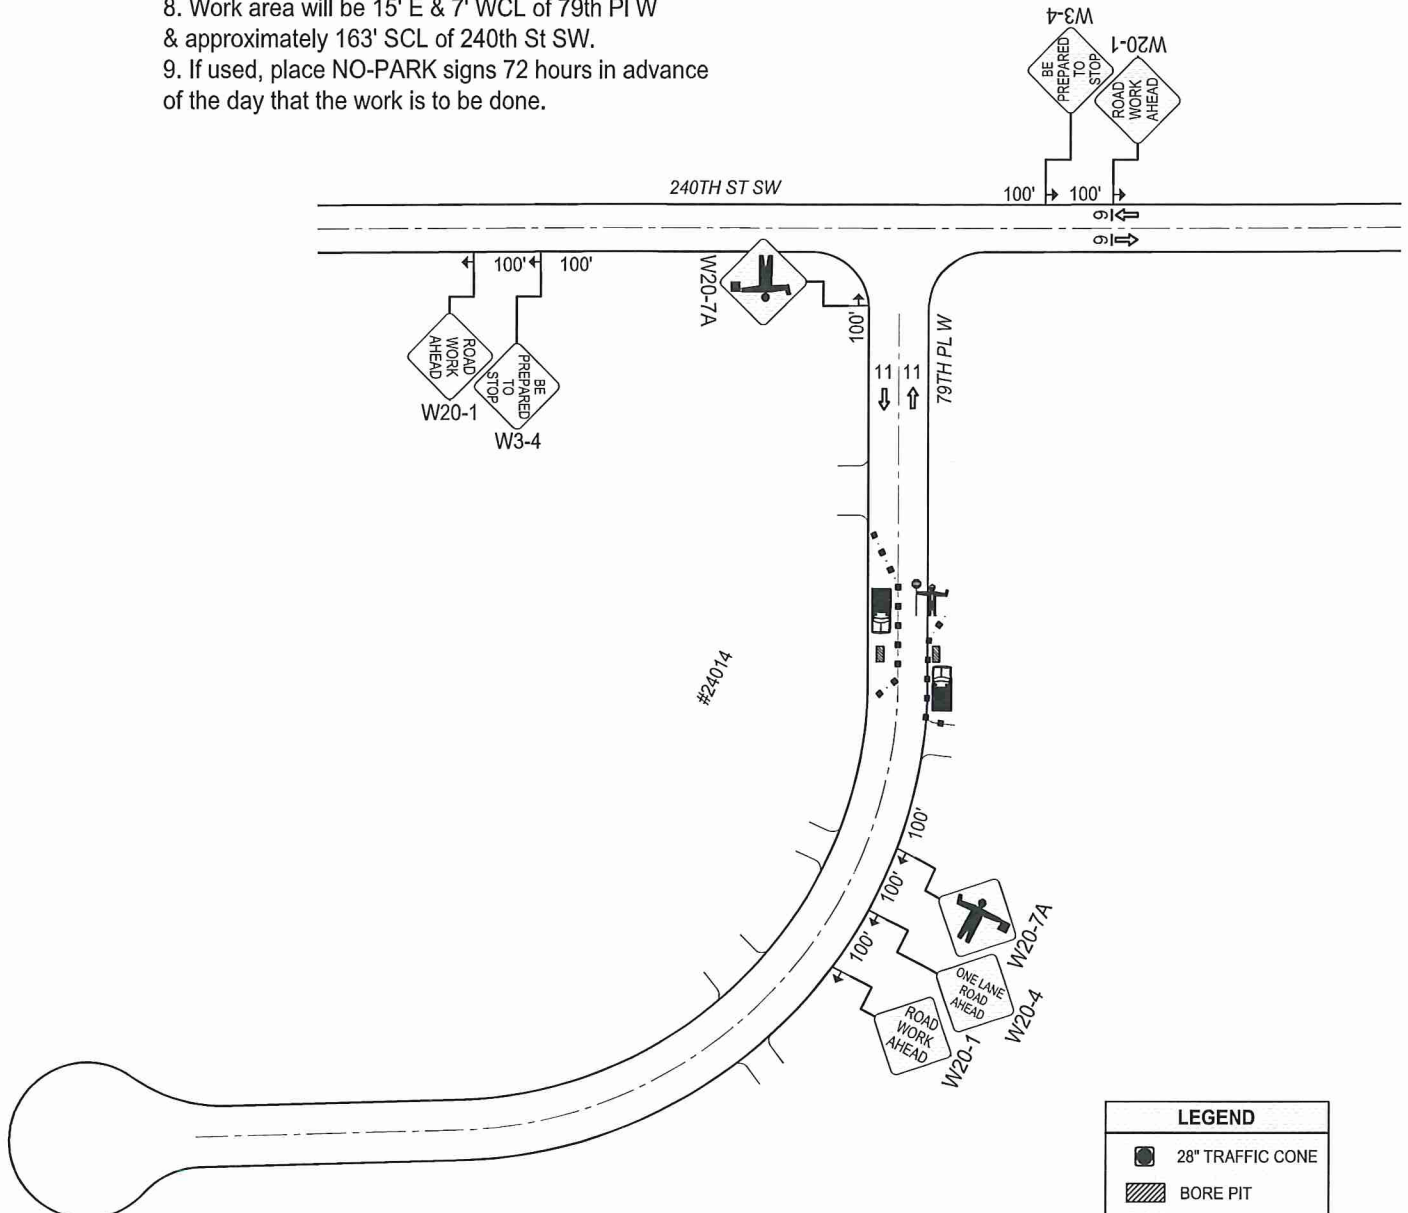 8. Work area will be 15' E & 7' WCL of 79th Pl W
& approximately 163' SCL of 240th St SW.
9. If used, place NO-PARK signs 72 hours in advance
of the day that the work is to be done.
W3-4
BE
PREPARED
TO
STOP
W20-1
ROAD
WORK
AHEAD
240TH ST SW
100'
100'
9
9
100'
100'
ROAD
WORK
AHEAD
W20-1
BE
PREPARED
TO
STOP
W3-4
W20-7A
100'
79TH PL W
11
11
#24014
100'
W20-7A
100'
ONE LANE
ROAD
AHEAD
W20-4
100'
ROAD
WORK
AHEAD
W20-1
LEGEND
28" TRAFFIC CONE
BORE PIT